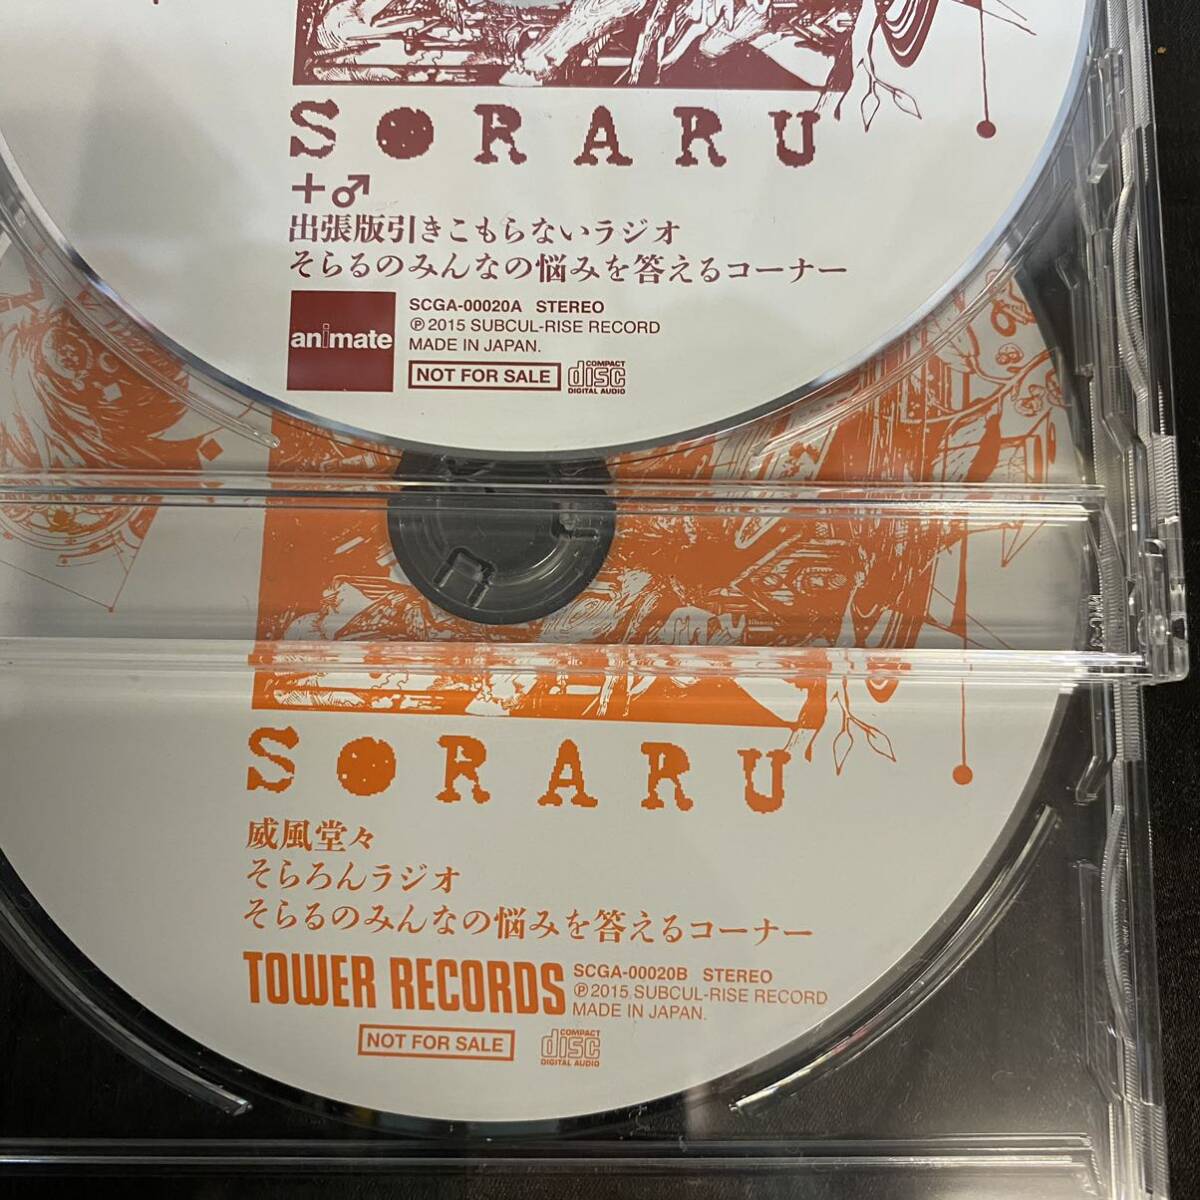 SORARU
+♂
出張版引きこもらないラジオ
そらるのみんなの悩みを答えるコーナー
animate
SCGA-00020A STEREO
Ⓟ2015 SUBCUL-RISE RECORD
MADE IN JAPAN.
NOT FOR SALE
COMPACT
disc
DIGITAL AUDIO
SORARU
威風堂々
そらろんラジオ
そらるのみんなの悩みを答えるコーナー
TOWER RECORDS
SCGA-00020B STEREO
Ⓟ2015 SUBCUL-RISE RECORD
MADE IN JAPAN.
NOT FOR SALE
COMPACT
disc
DIGITAL AUDIO